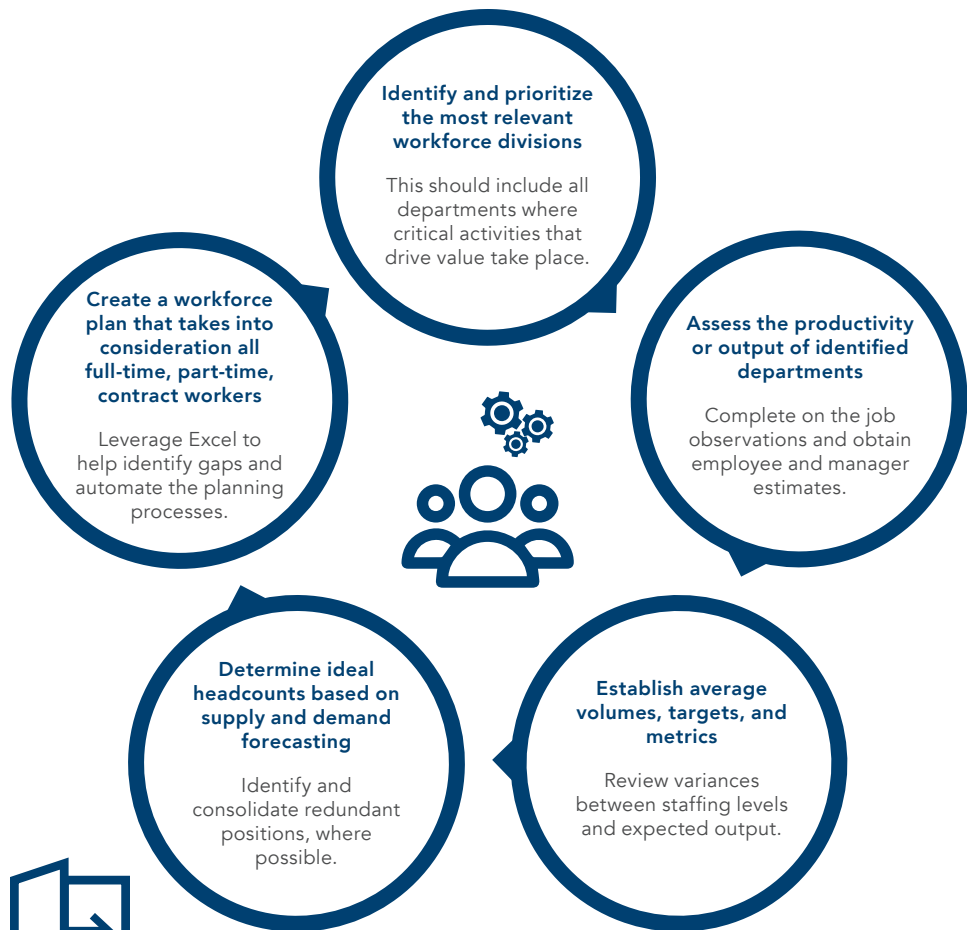 Identify and prioritize
the most relevant
workforce divisions
This should include all
departments where
critical activities that
drive value take place.
Assess the productivity
or output of identified
departments
Complete on the job
observations and obtain
employee and manager
estimates.
Establish average
volumes, targets, and
metrics
Review variances
between staffing levels
and expected output.
Determine ideal
headcounts based on
supply and demand
forecasting
Identify and
consolidate redundant
positions, where
possible.
Create a workforce
plan that takes into
consideration all
full-time, part-time,
contract workers
Leverage Excel to
help identify gaps and
automate the planning
processes.